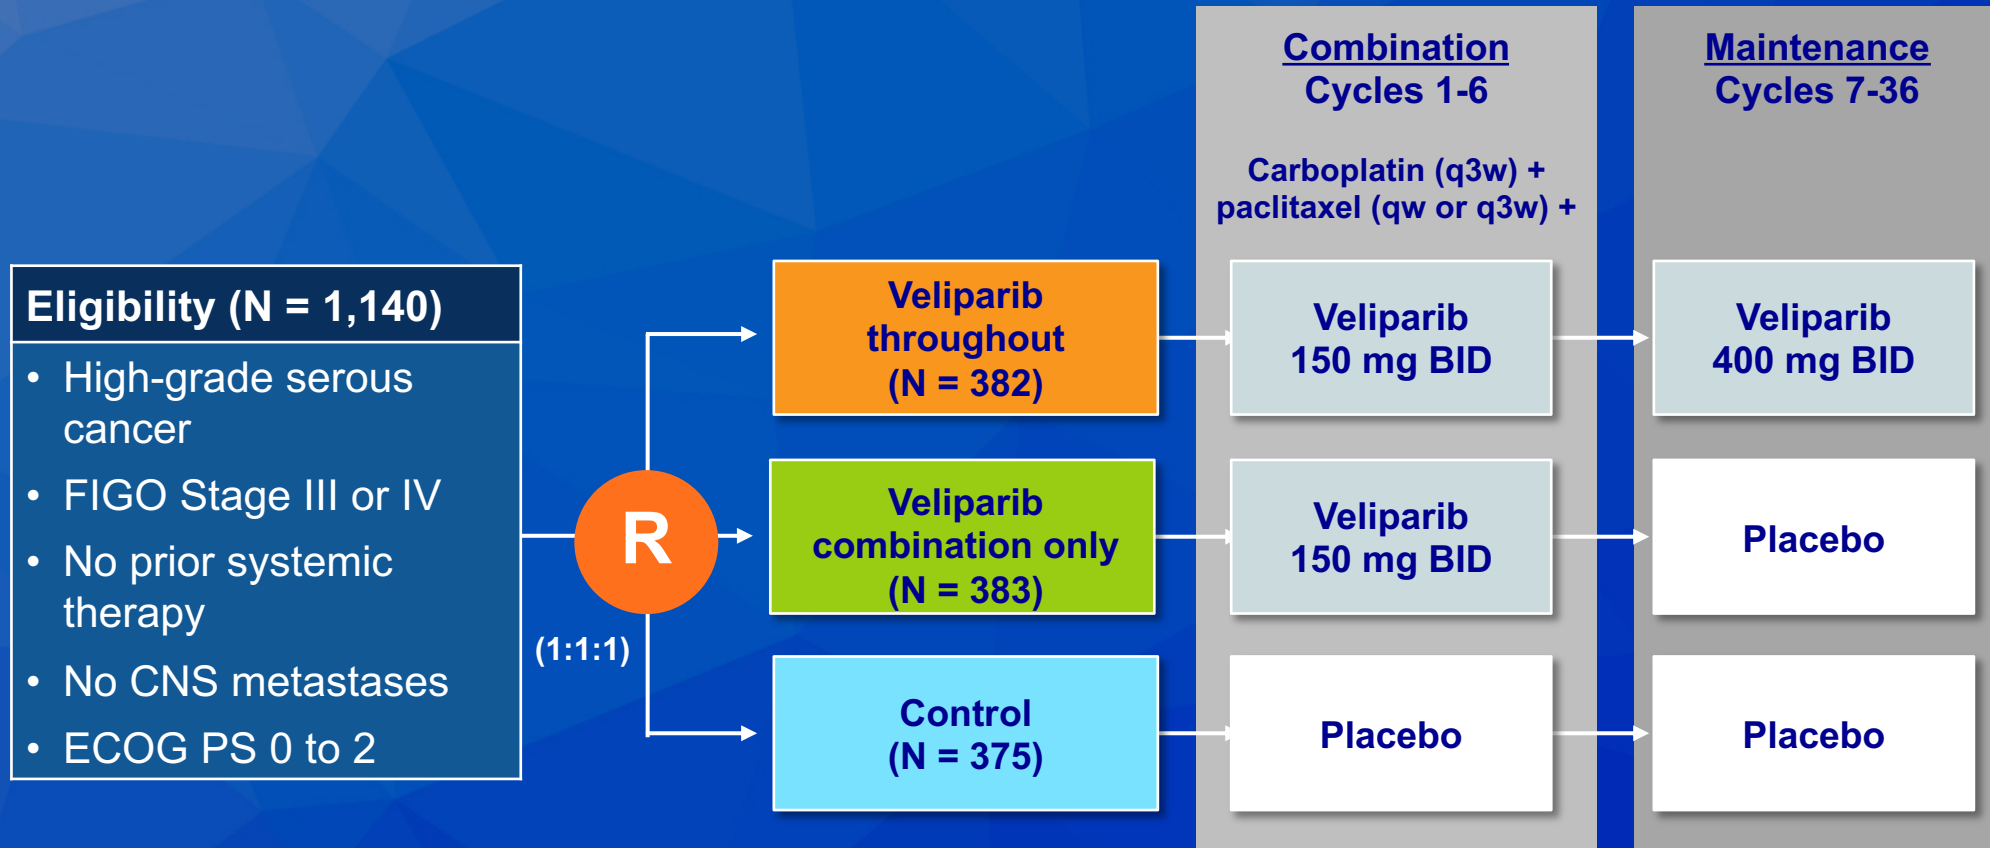 Combination
Cycles 1-6
Carboplatin (q3w) +
paclitaxel (qw or q3w) +
Maintenance
Cycles 7-36
Eligibility (N = 1,140)
• High-grade serous
cancer
• FIGO Stage III or IV
• No prior systemic
therapy
• No CNS metastases
• ECOG PS 0 to 2
R
(1:1:1)
Veliparib
throughout
(N = 382)
Veliparib
150 mg BID
Veliparib
400 mg BID
Veliparib
combination only
(N = 383)
Veliparib
150 mg BID
Placebo
Control
(N = 375)
Placebo
Placebo